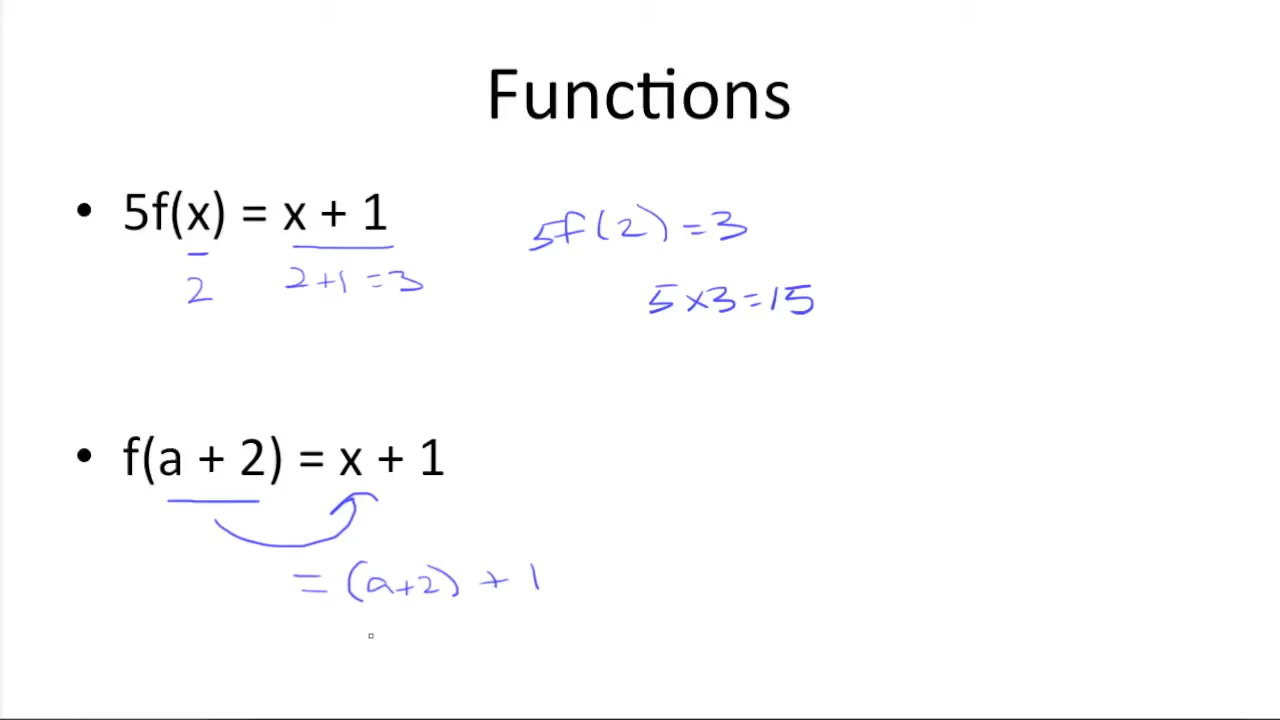 Functions
• 5f(x) = x + 1
5f(2) = 3
2
2+1 = 3
5 x 3 = 15
• f(a + 2) = x + 1
= (a+2) + 1